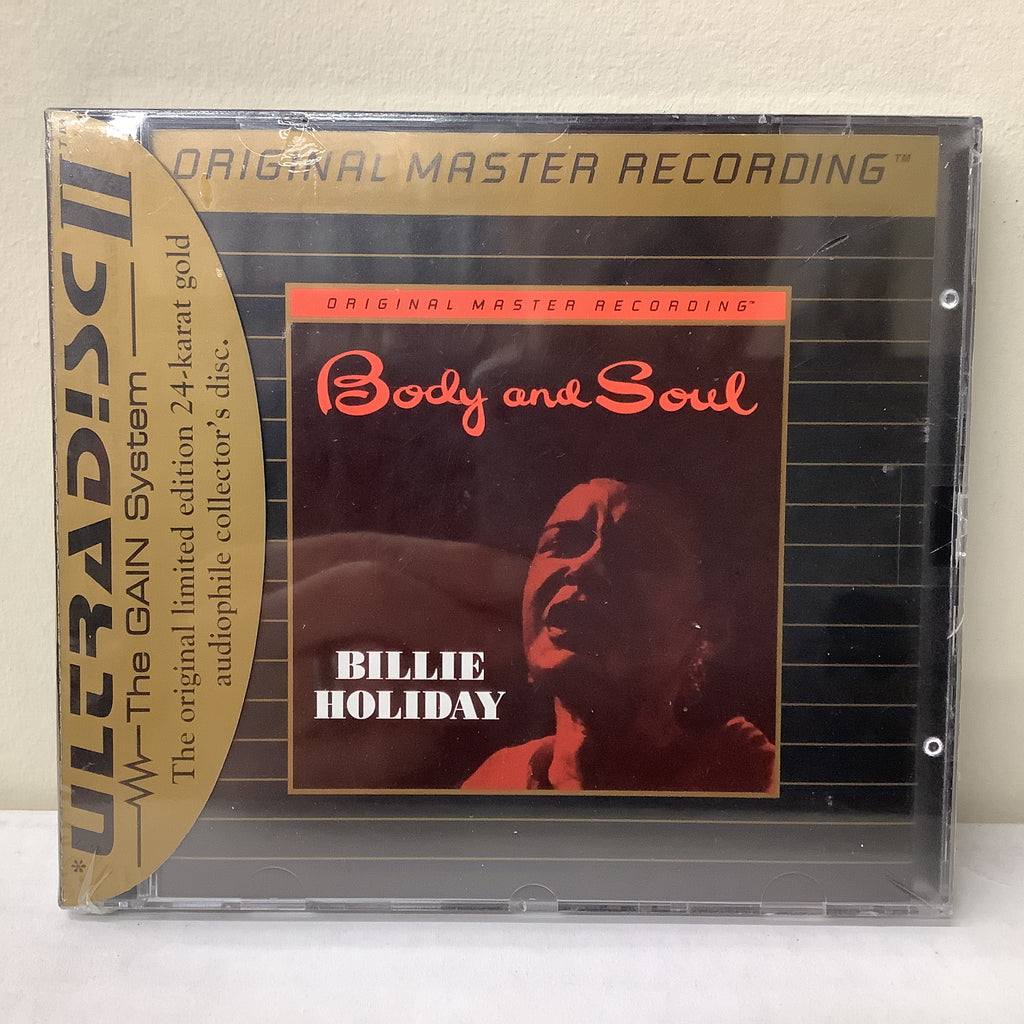 ORIGINAL MASTER RECORDING™
*ULTRADISC II™
The GAIN System
The original limited edition 24-karat gold
audiophile collector's disc.
ORIGINAL MASTER RECORDING™
Body and Soul
BILLIE
HOLIDAY